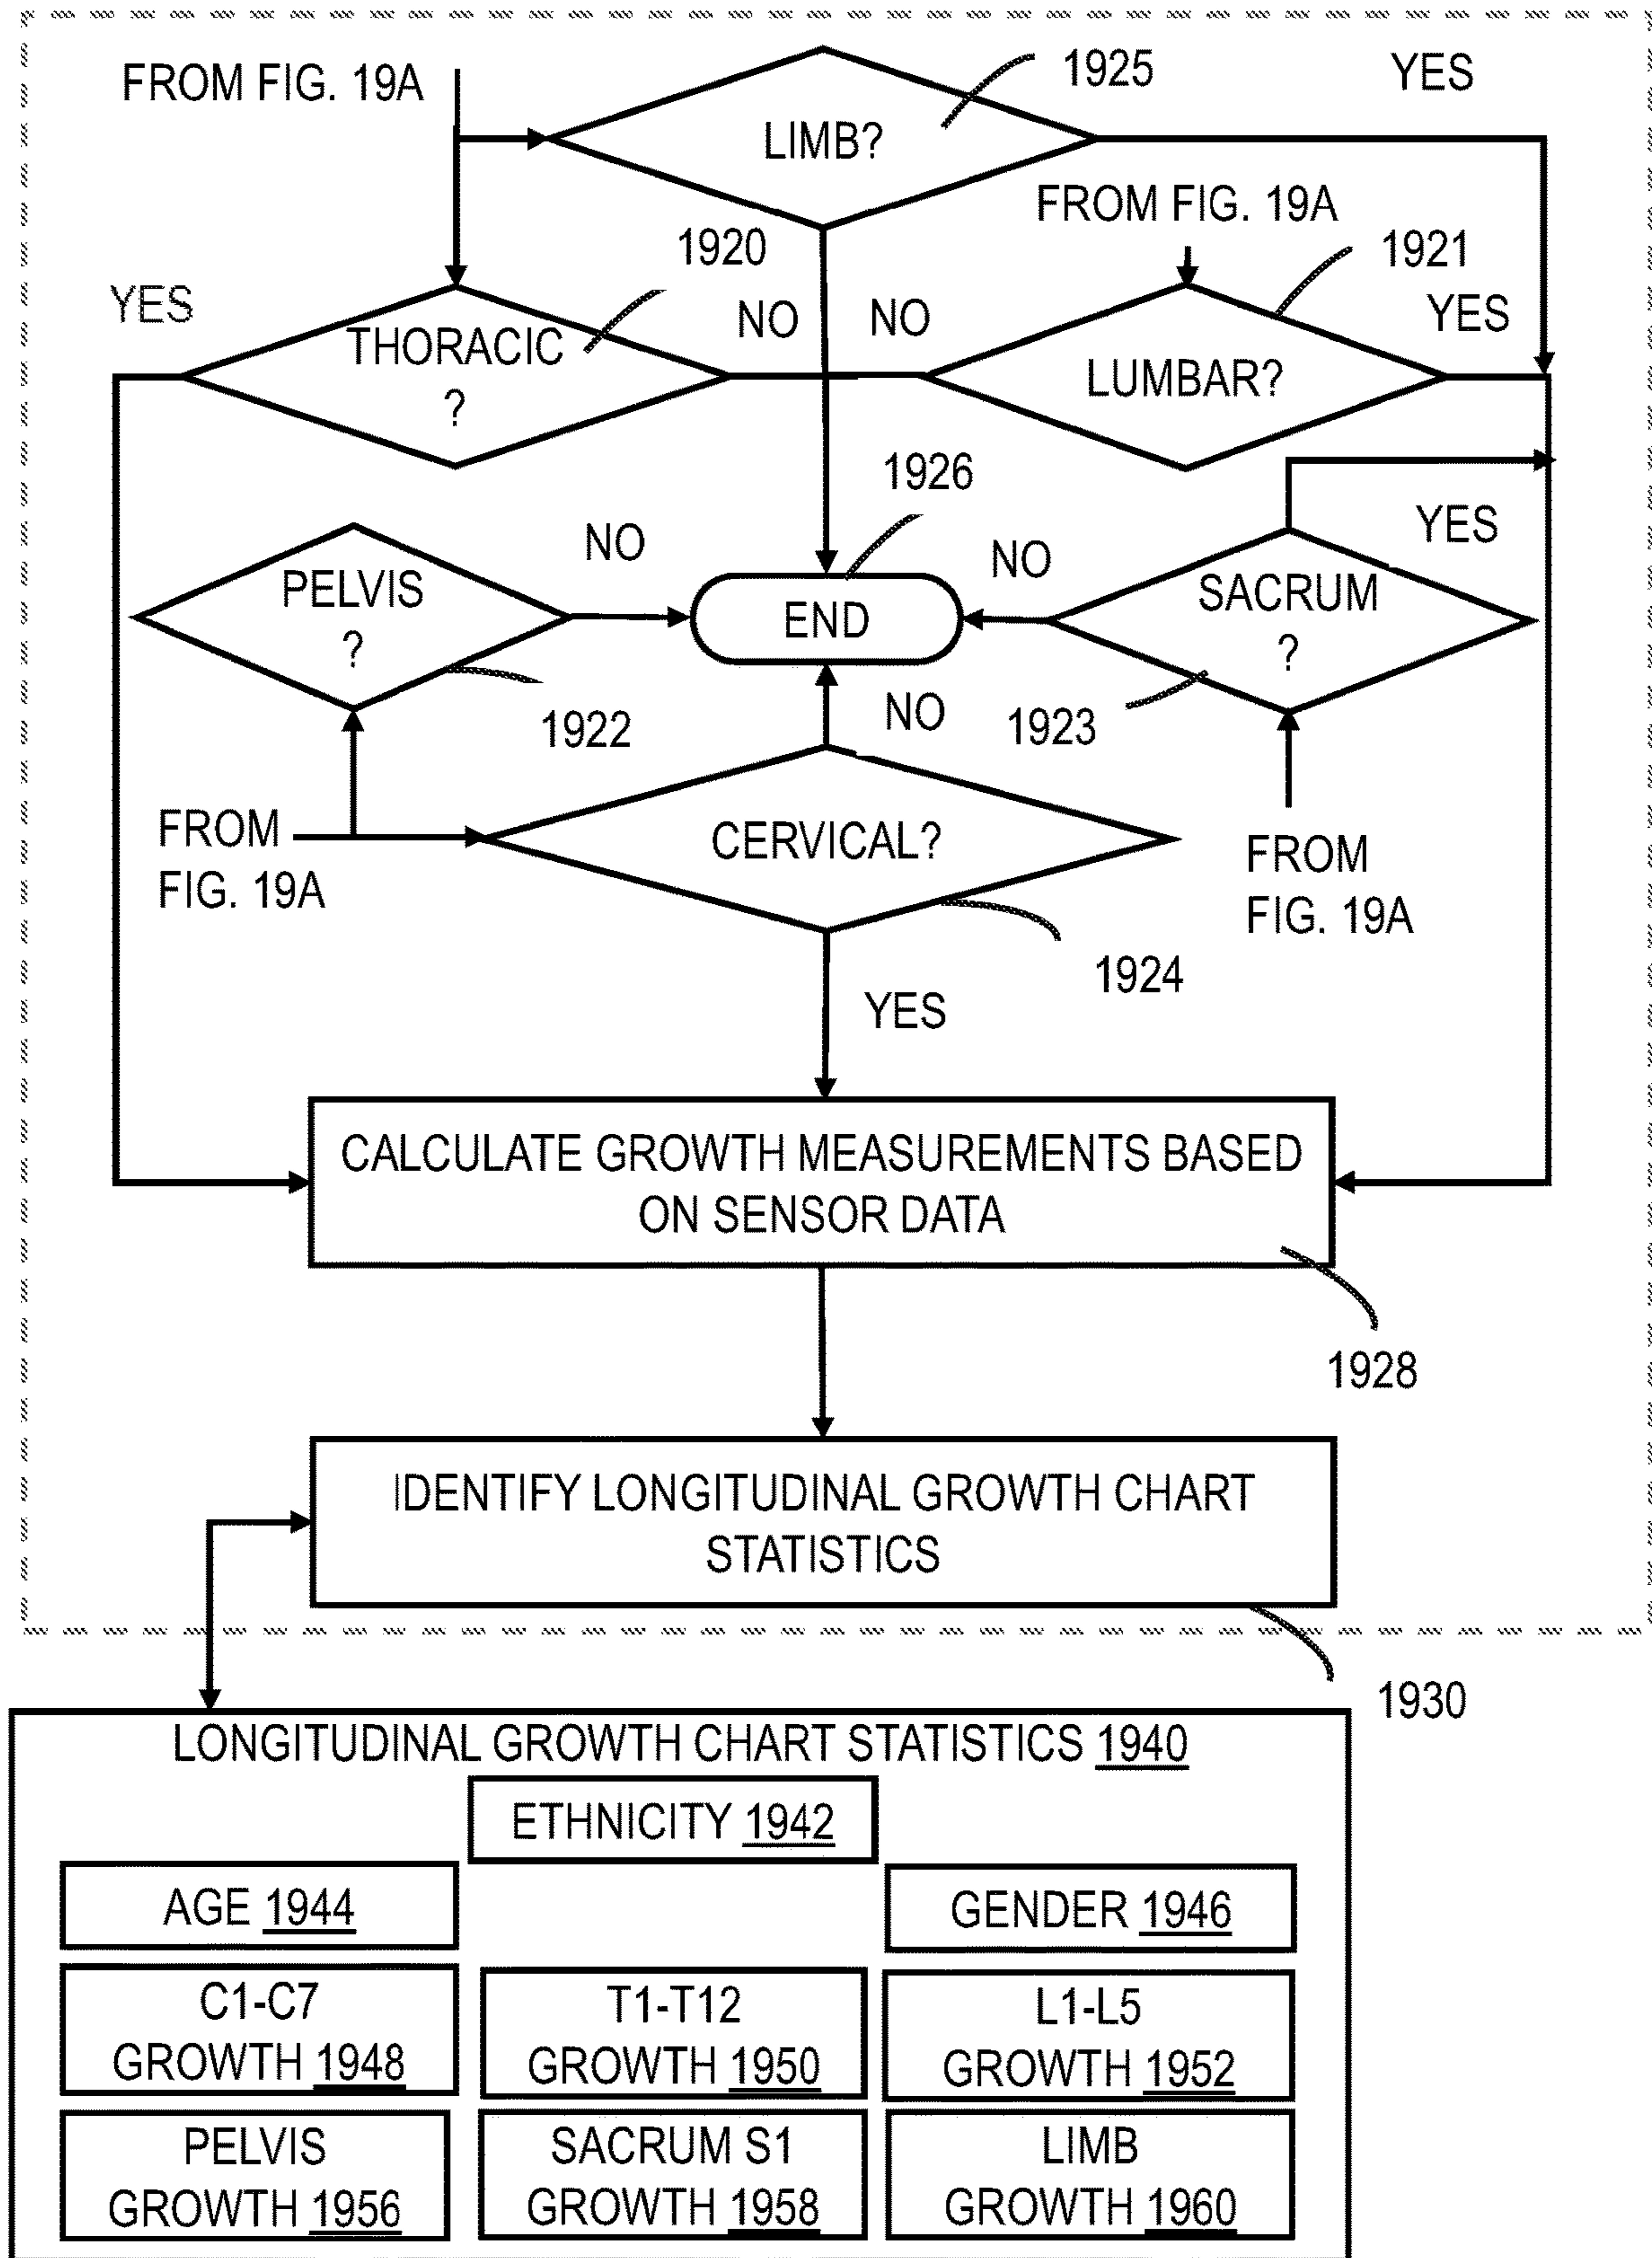 FROM FIG. 19A
1925
YES
LIMB?
FROM FIG. 19A
1920
1921
YES
NO
NO
YES
THORACIC
?
LUMBAR?
1926
NO
NO
YES
PELVIS
?
END
SACRUM
?
1922
NO
1923
FROM
FIG. 19A
CERVICAL?
FROM
FIG. 19A
1924
YES
CALCULATE GROWTH MEASUREMENTS BASED
ON SENSOR DATA
1928
IDENTIFY LONGITUDINAL GROWTH CHART
STATISTICS
1930
LONGITUDINAL GROWTH CHART STATISTICS 1940
ETHNICITY 1942
AGE 1944
GENDER 1946
C1-C7
GROWTH 1948
T1-T12
GROWTH 1950
L1-L5
GROWTH 1952
PELVIS
GROWTH 1956
SACRUM S1
GROWTH 1958
LIMB
GROWTH 1960